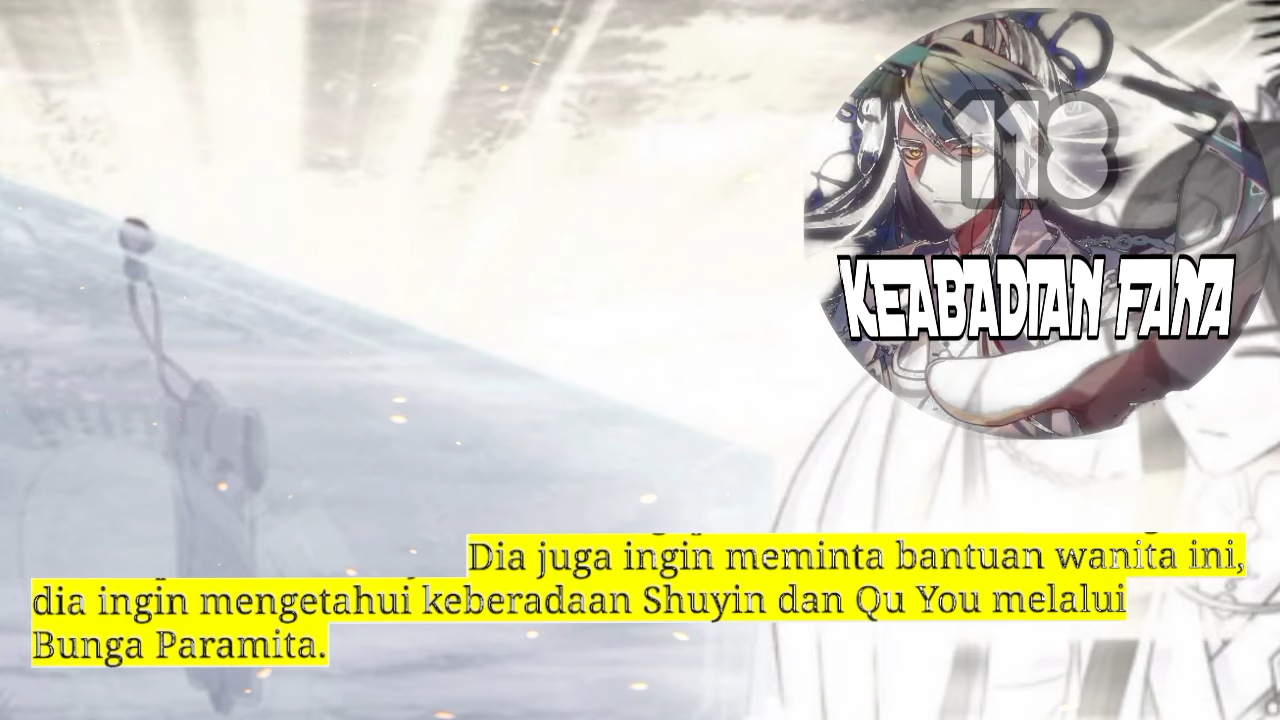 118
KEABADIAN FANA
Dia juga ingin meminta bantuan wanita ini,
dia ingin mengetahui keberadaan Shuyin dan Qu You melalui
Bunga Paramita.